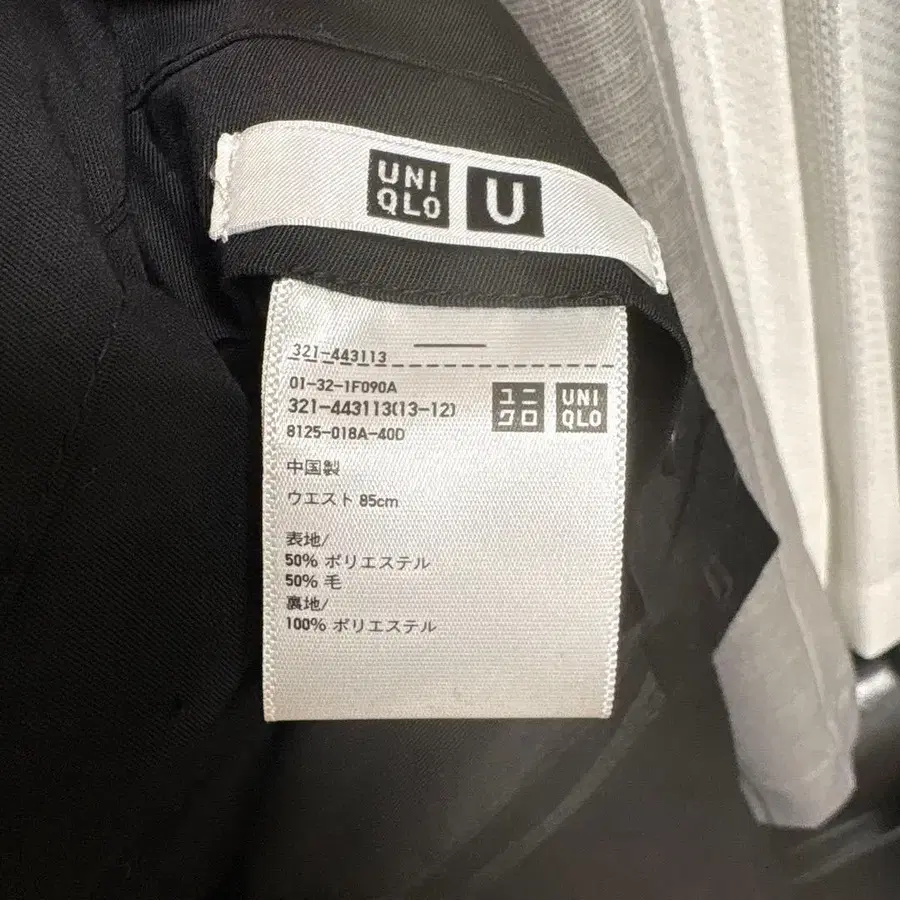 UNI
QLO
U
321-443113
01-32-1F090A
321-443113(13-12)
8125-018A-40D
ユニ
クロ
UNI
QLO
中国製
ウエスト 85cm
表地/
50% ポリエステル
50% 毛
裏地/
100% ポリエステル